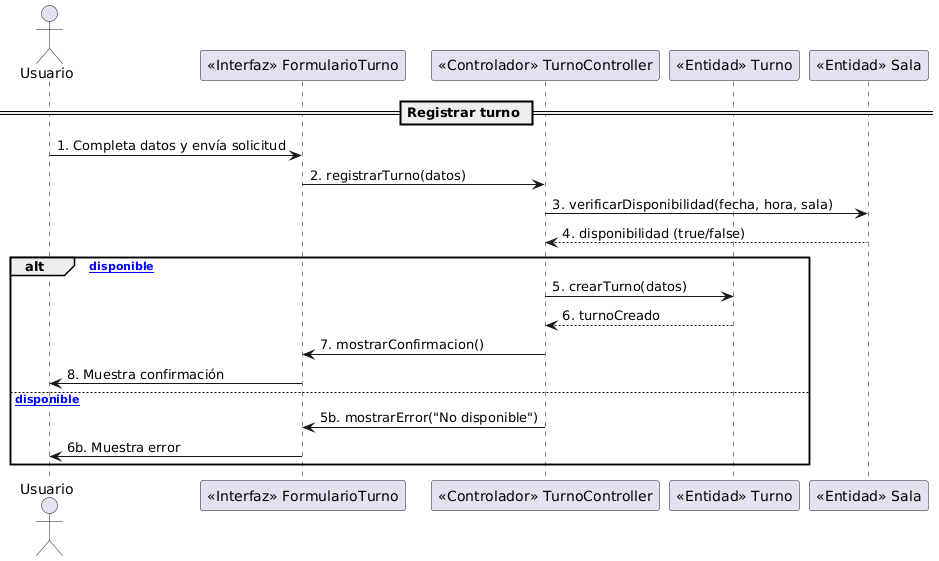 Usuario
«Interfaz» FormularioTurno
«Controlador» TurnoController
«Entidad» Turno
«Entidad» Sala
Registrar turno
1. Completa datos y envía solicitud
2. registrarTurno(datos)
3. verificarDisponibilidad(fecha, hora, sala)
4. disponibilidad (true/false)
alt
disponible
5. crearTurno(datos)
6. turnoCreado
7. mostrarConfirmacion()
8. Muestra confirmación
disponible
5b. mostrarError("No disponible")
6b. Muestra error
Usuario
«Interfaz» FormularioTurno
«Controlador» TurnoController
«Entidad» Turno
«Entidad» Sala